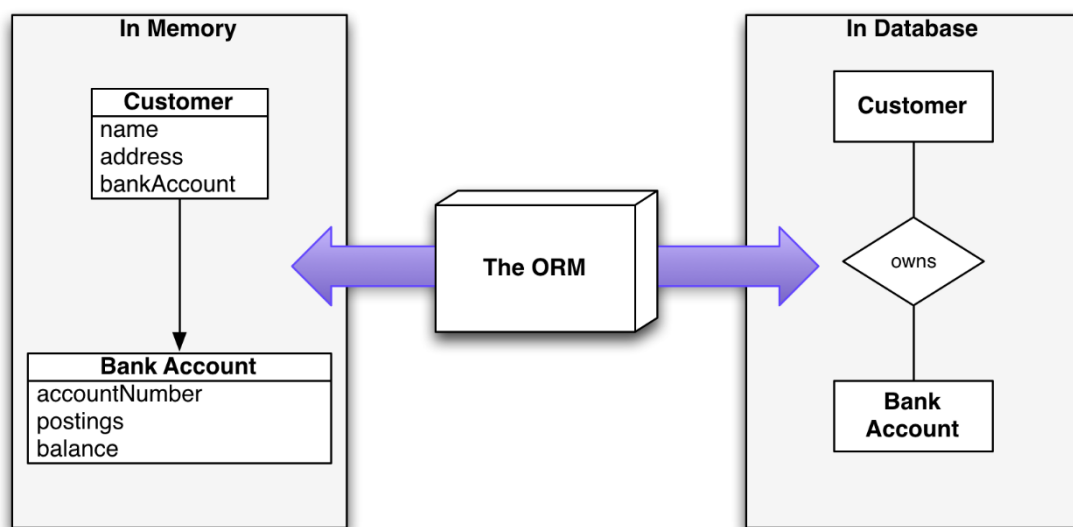 In Memory
Customer
name
address
bankAccount
Bank Account
accountNumber
postings
balance
The ORM
In Database
Customer
owns
Bank
Account